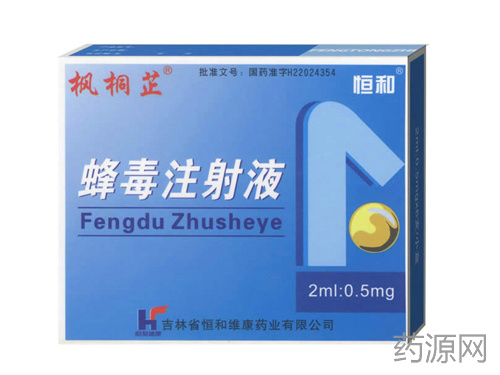 FENGTONGZHI
枫桐芷®
批准文号：国药准字H22024354
恒和®
蜂毒注射液
Fengdu Zhusheye
2ml:0.5mg
吉林省恒和维康药业有限公司
药源网